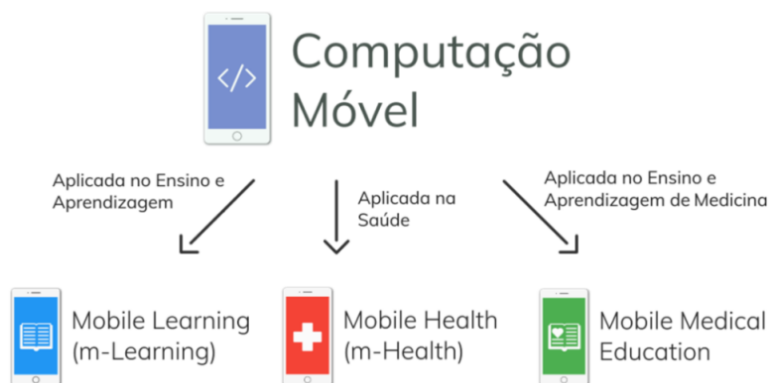 </>
Computação
Móvel
Aplicada no Ensino e
Aprendizagem
Aplicada na
Saúde
Aplicada no Ensino e
Aprendizagem de Medicina
Mobile Learning
(m-Learning)
Mobile Health
(m-Health)
Mobile Medical
Education